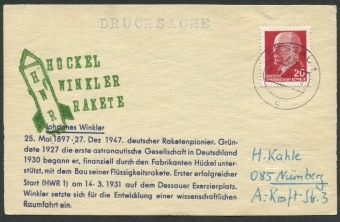 DRUCKSACHE
HÜCKEL
WINKLER
RAKETE
HWR
20
Johannes Winkler
25. Mai 1897 - 27. Dez 1947. deutscher Raketenpionier. Grün-
dete 1927 die erste astronautische Gesellschaft in Deutschland
1930 begann er, finanziell durch den Fabrikanten Hückel unter-
stützt, mit dem Bau seiner Flüssigkeitsrakete. Erster erfolgreicher
Start (HWR 1) am 14·3. 1931 auf dem Dessauer Exerzierplatz.
Winkler setzte sich für die Entwicklung einer wissenschaftlichen
Raumfahrt ein.
H. Kahle
085 Nürnberg
A.-Kraft-Str. 3